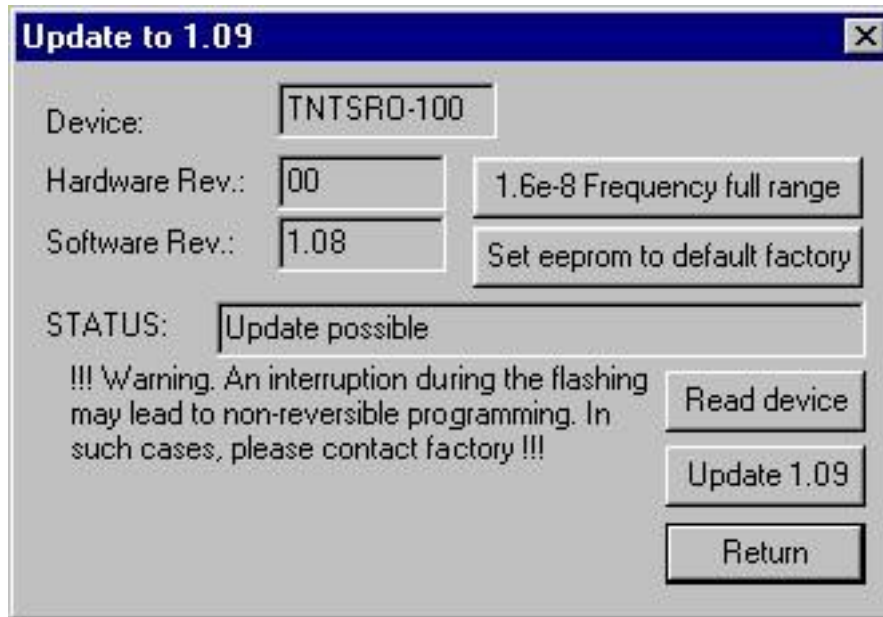 Update to 1.09
Device:
TNTSRO-100
Hardware Rev.:
00
1.6e-8 Frequency full range
Software Rev.:
1.08
Set eeprom to default factory
STATUS:
Update possible
!!! Warning. An interruption during the flashing
may lead to non-reversible programming. In
such cases, please contact factory !!!
Read device
Update 1.09
Return